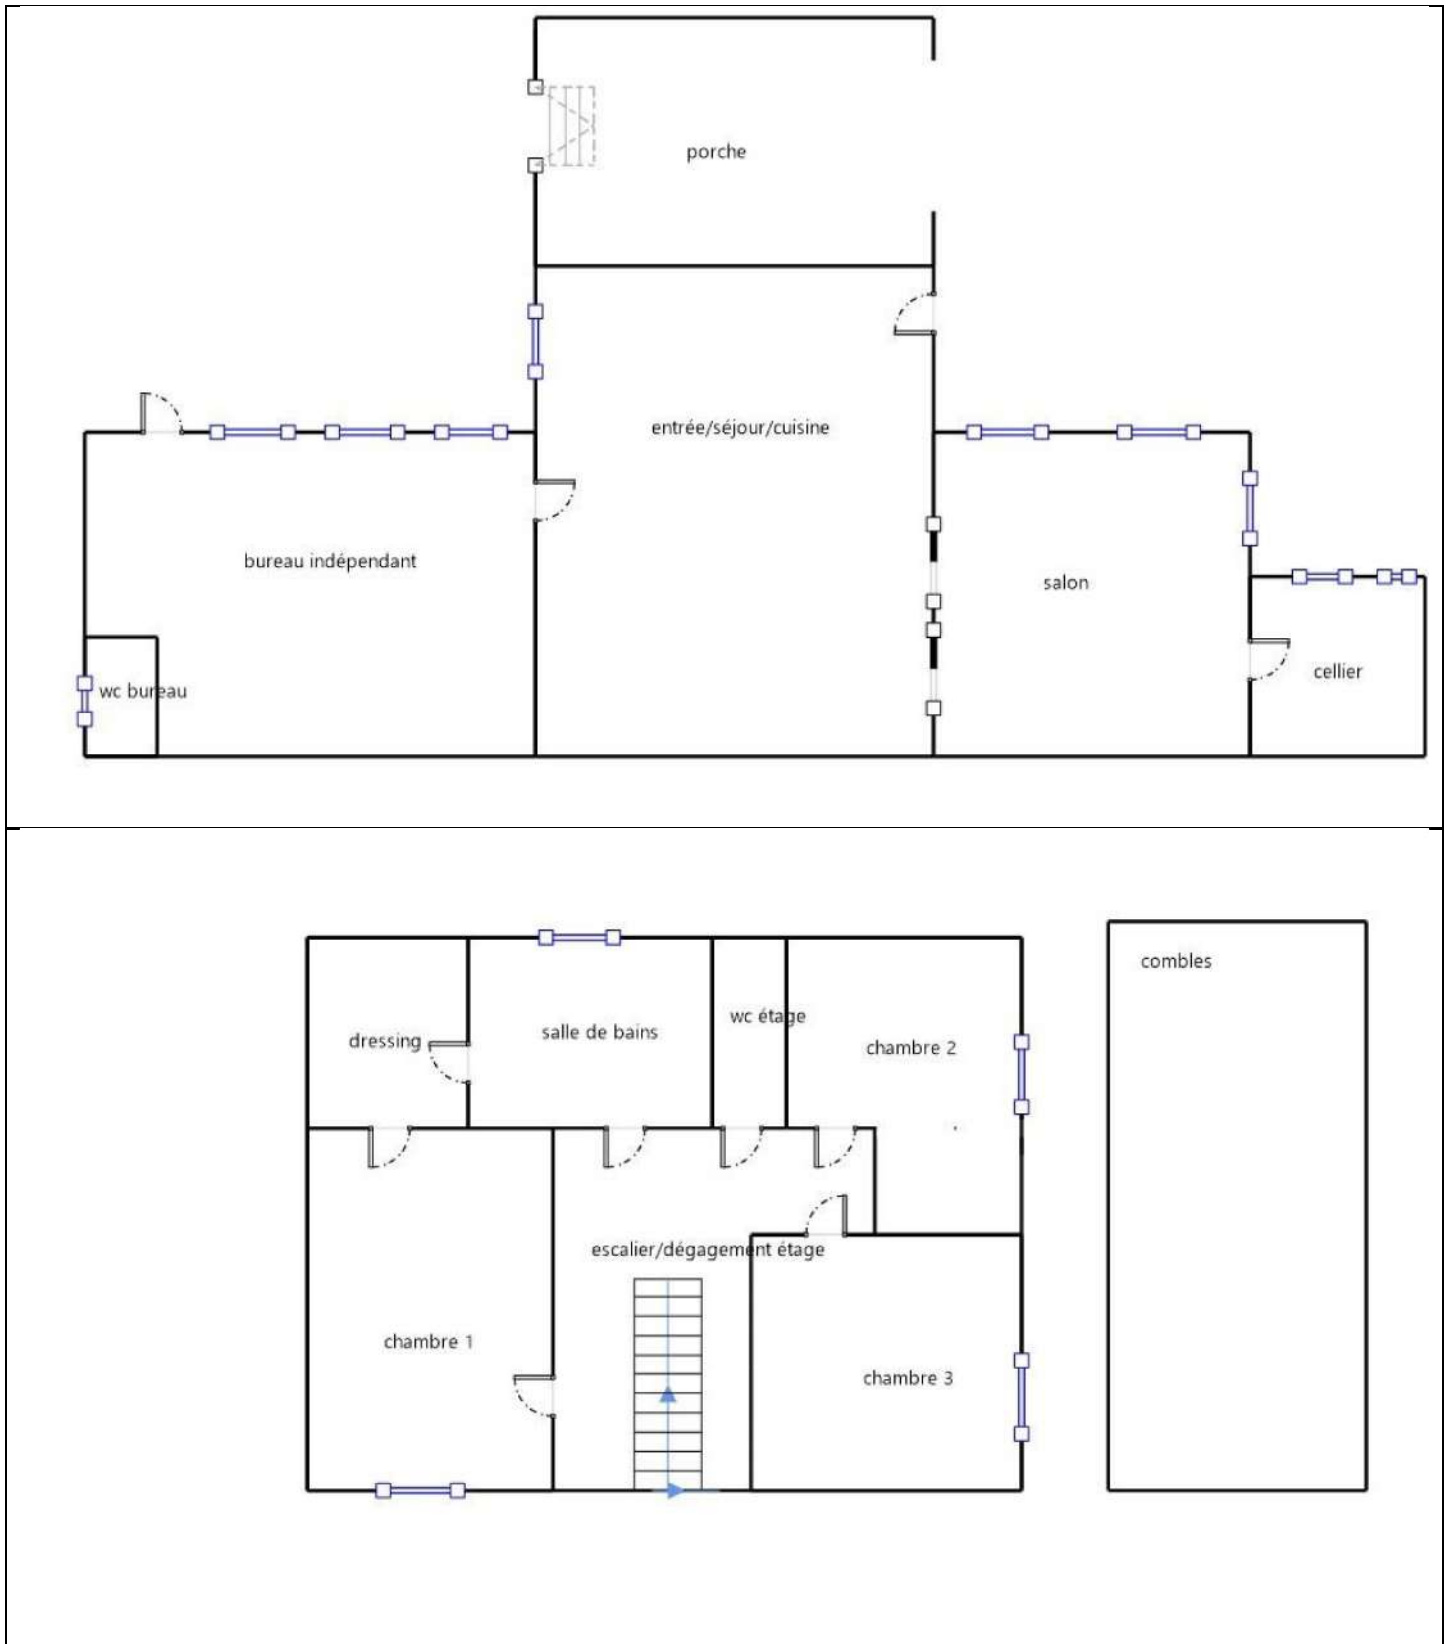 porche
entrée/séjour/cuisine
bureau indépendant
salon
cellier
wc bureau
combles
wc étage
salle de bains
dressing
chambre 2
escalier/dégagement étage
chambre 1
chambre 3